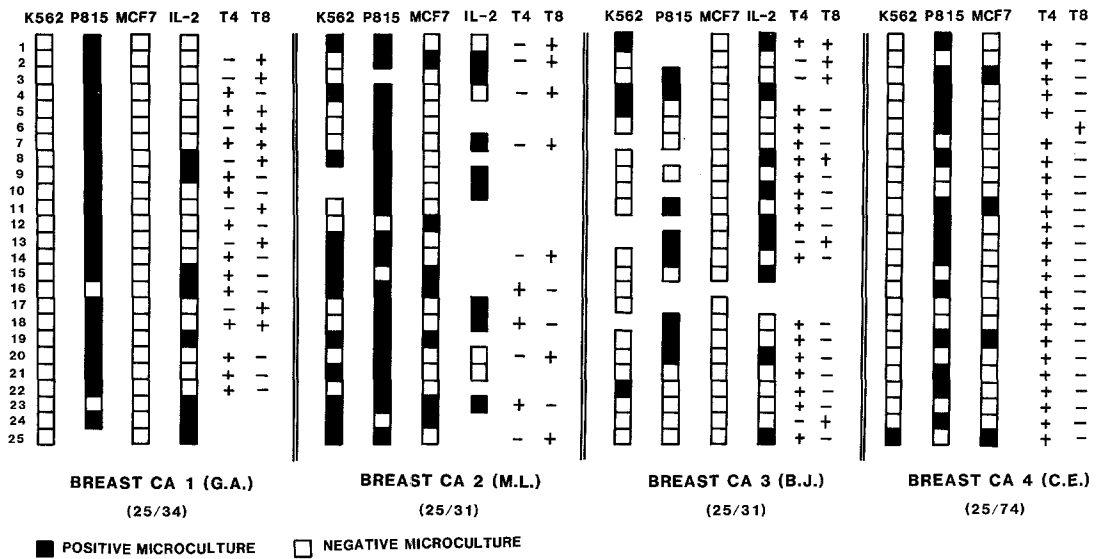 K562 P815 MCF7 IL-2 T4 T8 K562 P815 MCF7 IL-2 T4 T8 K562 P815 MCF7 IL-2 T4 T8 K562 P815 MCF7 T4 T8
1 − + + + + −
2 − + − + − + + −
3 − + − + + −
4 + − − + + −
5 + + + − + −
6 − + + − +
7 + + − + + − + −
8 − + + + + −
9 + − + − + −
10 + − + − + −
11 − + + − + −
12 + − + − + −
13 − + − + + −
14 + − − + + − + −
15 + − + −
16 + − + − + −
17 − + + −
18 + + + − + − + −
19 + − + −
20 + − − + + − + −
21 + − + − + −
22 + − + − + −
23 + − + − + −
24 − + + −
25 − + + − + −
BREAST CA 1 (G.A.) BREAST CA 2 (M.L.) BREAST CA 3 (B.J.) BREAST CA 4 (C.E.)
(25/34) (25/31) (25/31) (25/74)
POSITIVE MICROCULTURE NEGATIVE MICROCULTURE